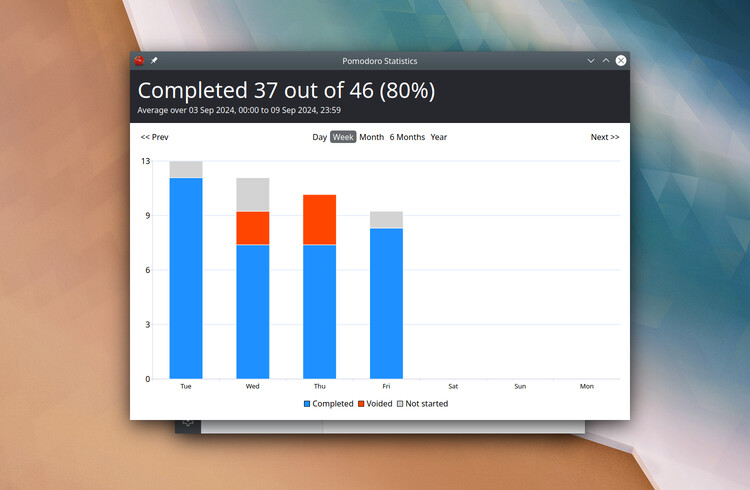 Pomodoro Statistics
Completed 37 out of 46 (80%)
Average over 03 Sep 2024, 00:00 to 09 Sep 2024, 23:59
<< Prev Day Week Month 6 Months Year Next >>
13
9
6
3
0
Tue Wed Thu Fri Sat Sun Mon
Completed Voided Not started